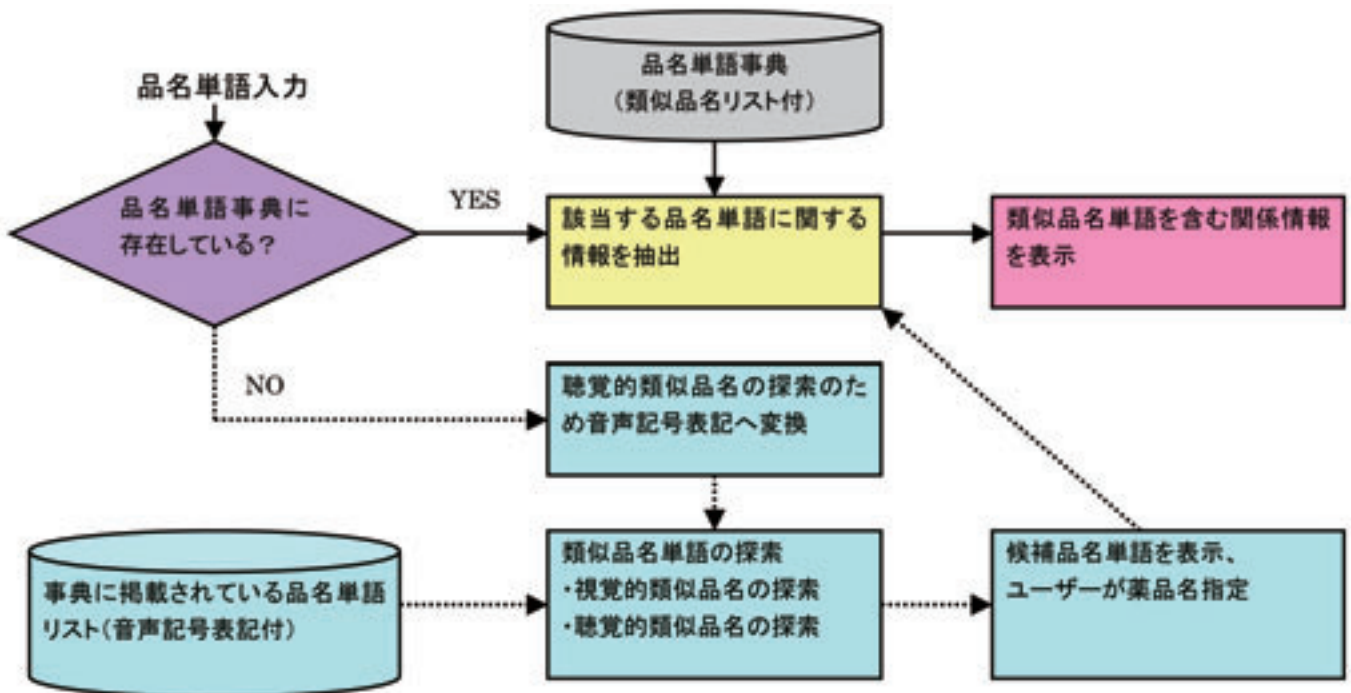 品名単語入力
品名単語事典
(類似品名リスト付)
品名単語事典に
存在している？
YES
該当する品名単語に関する
情報を抽出
類似品名単語を含む関係情報
を表示
NO
聴覚的類似品名の探索のた
め音声記号表記へ変換
事典に掲載されている品名単語
リスト(音声記号表記付)
類似品名単語の探索
・視覚的類似品名の探索
・聴覚的類似品名の探索
候補品名単語を表示、
ユーザーが薬品名指定